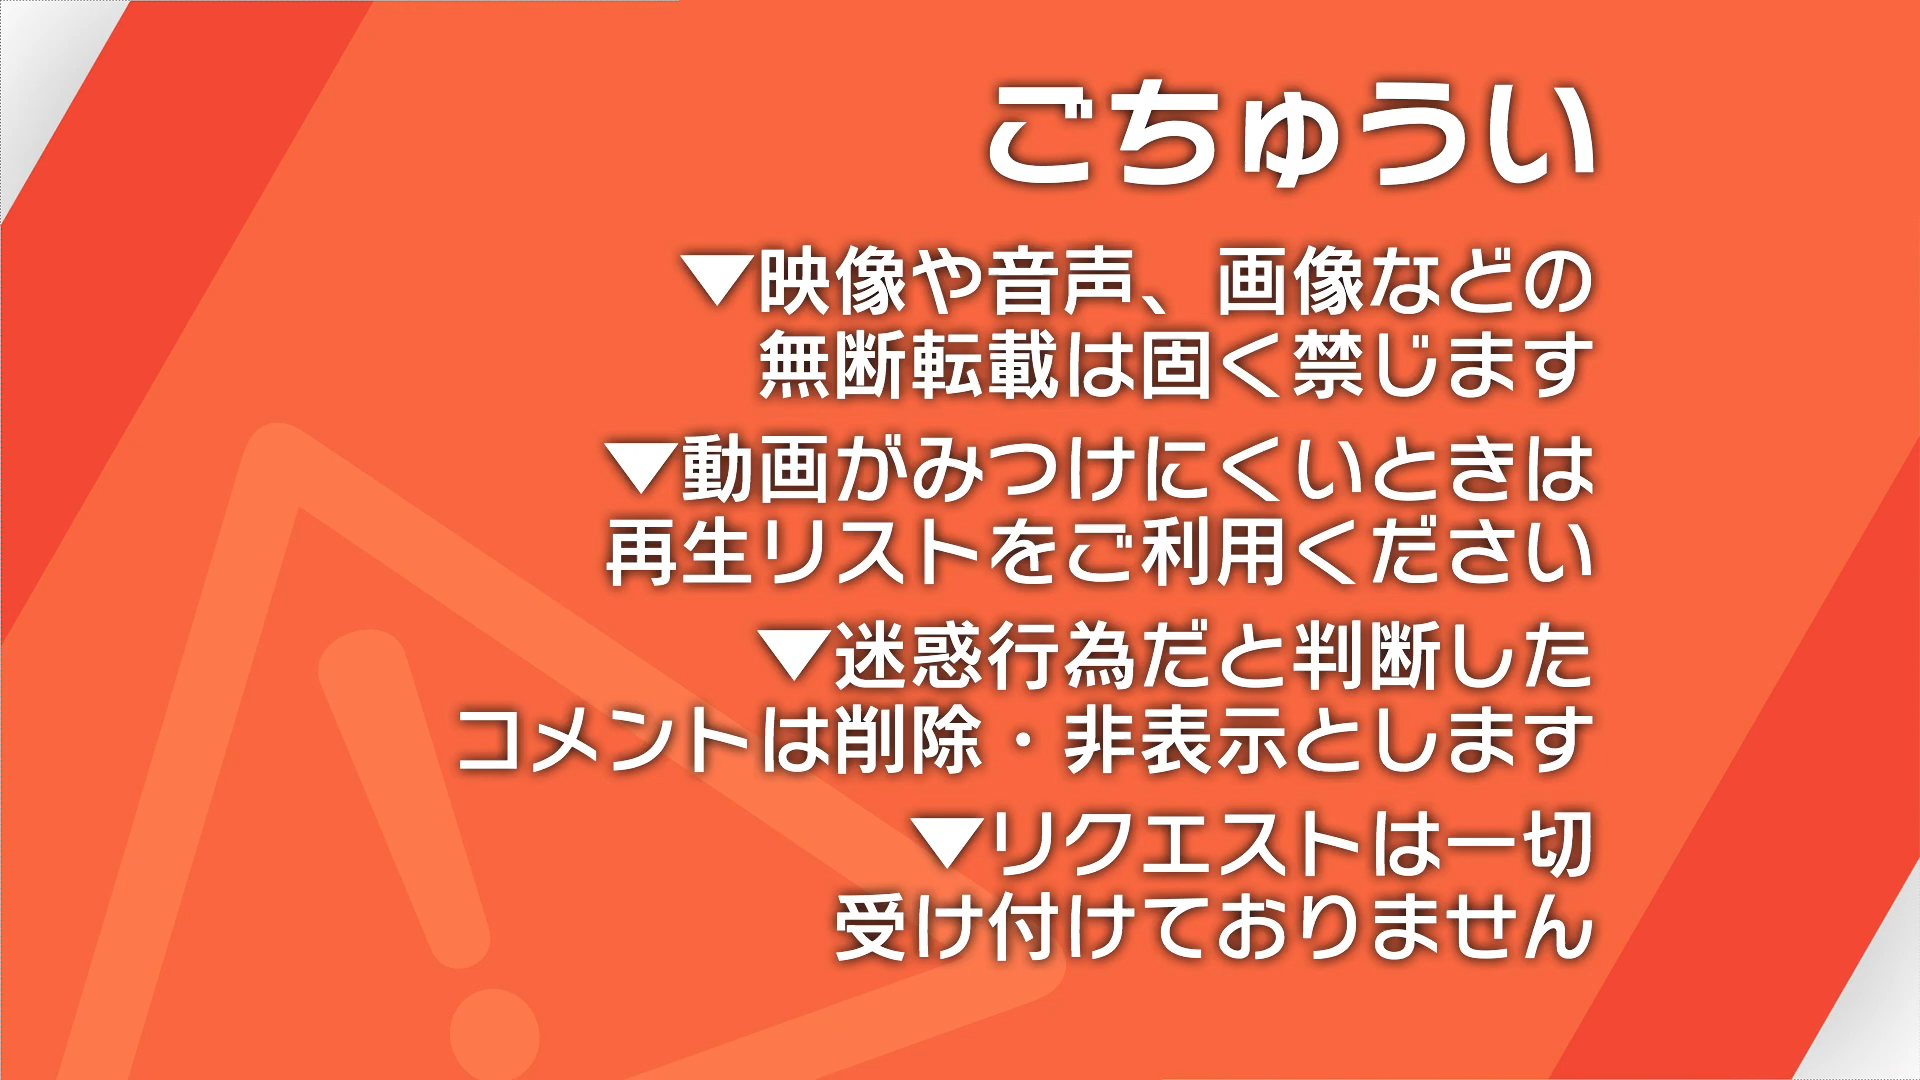 ごちゅうい
▼映像や音声、画像などの
無断転載は固く禁じます
▼動画がみつけにくいときは
再生リストをご利用ください
▼迷惑行為だと判断した
コメントは削除・非表示とします
▼リクエストは一切
受け付けておりません